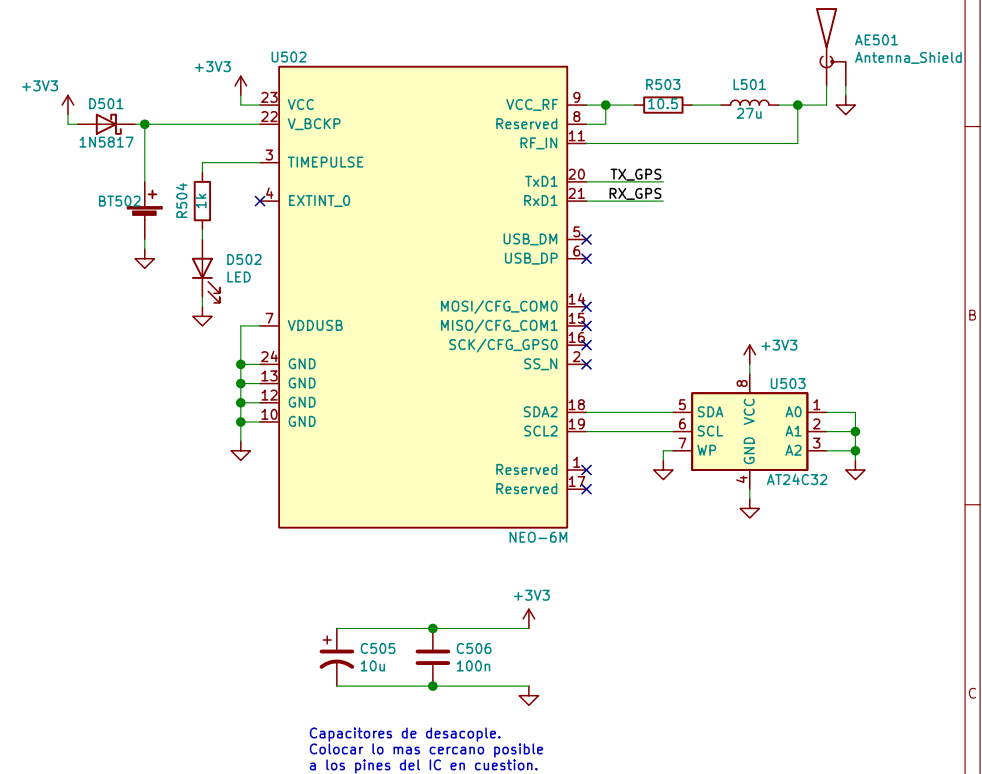 AE501
Antenna_Shield
U502
+3V3
+3V3
D501
1N5817
BT502
R504
1k
D502
LED
23 VCC
22 V_BCKP
3 TIMEPULSE
4 EXTINT_0
7 VDDUSB
24 GND
13 GND
12 GND
10 GND
VCC_RF 9
Reserved 8
RF_IN 11
TxD1 20
RxD1 21
USB_DM 5
USB_DP 6
MOSI/CFG_COM0 14
MISO/CFG_COM1 15
SCK/CFG_GPS0 16
SS_N 2
SDA2 18
SCL2 19
Reserved 1
Reserved 17
NEO-6M
R503
10.5
L501
27u
TX_GPS
RX_GPS
B
+3V3
U503
8
VCC
5 SDA
6 SCL
7 WP
A0 1
A1 2
A2 3
GND
4
AT24C32
+3V3
+
C505
10u
C506
100n
+
C
Capacitores de desacople.
Colocar lo mas cercano posible
a los pines del IC en cuestion.